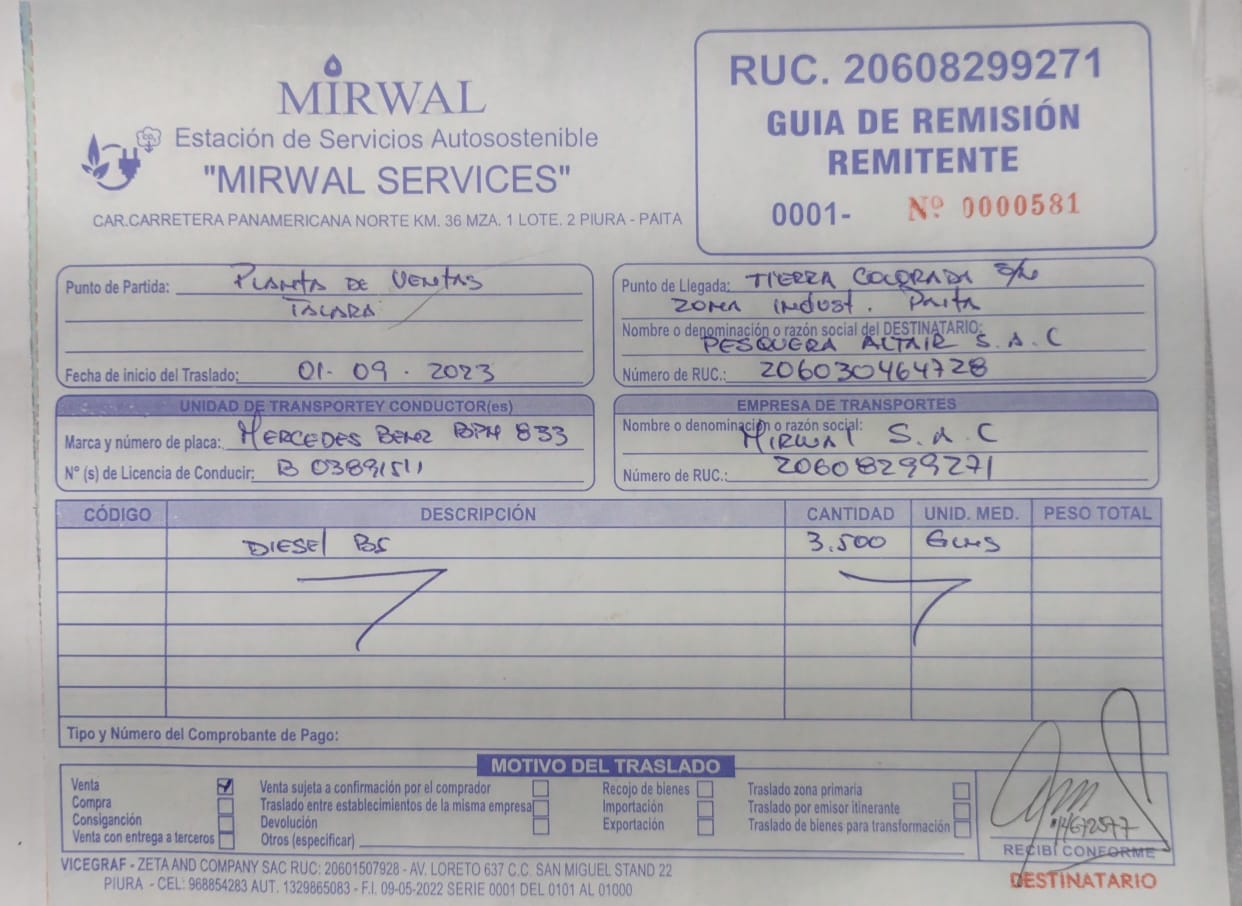 MIRWAL
Estación de Servicios Autosostenible
"MIRWAL SERVICES"
CAR.CARRETERA PANAMERICANA NORTE KM. 36 MZA. 1 LOTE. 2 PIURA - PAITA
RUC. 20608299271
GUIA DE REMISIÓN
REMITENTE
0001- Nº 0000581
Punto de Partida: PLANTA DE VENTAS
TALARA
Fecha de inicio del Traslado: 01- 09 . 2023
Punto de Llegada: TIERRA COLORADA S/N
ZONA INDUST. PAITA
Nombre o denominación o razón social del DESTINATARIO:
PESQUERA ALTAIR S.A.C
Número de RUC.: 206030464728
UNIDAD DE TRANSPORTEY CONDUCTOR(es)
Marca y número de placa: MERCEDES BENZ BPH 833
Nº (s) de Licencia de Conducir: B 03891511
EMPRESA DE TRANSPORTES
Nombre o denominación o razón social:
MIRWAL S.A.C
Número de RUC.: 20608299271
CÓDIGO DESCRIPCIÓN CANTIDAD UNID. MED. PESO TOTAL
DIESEL B5 3.500 GLNS
Tipo y Número del Comprobante de Pago:
MOTIVO DEL TRASLADO
Venta Venta sujeta a confirmación por el comprador Recojo de bienes Traslado zona primaria
Compra Traslado entre establecimientos de la misma empresa Importación Traslado por emisor itinerante
Consiganción Devolución Exportación Traslado de bienes para transformación
Venta con entrega a terceros Otros (especificar)
RECIBÍ CONFORME
DESTINATARIO
VICEGRAF - ZETA AND COMPANY SAC RUC: 20601507928 - AV. LORETO 637 C.C. SAN MIGUEL STAND 22
PIURA - CEL: 968854283 AUT. 1329865083 - F.I. 09-05-2022 SERIE 0001 DEL 0101 AL 01000